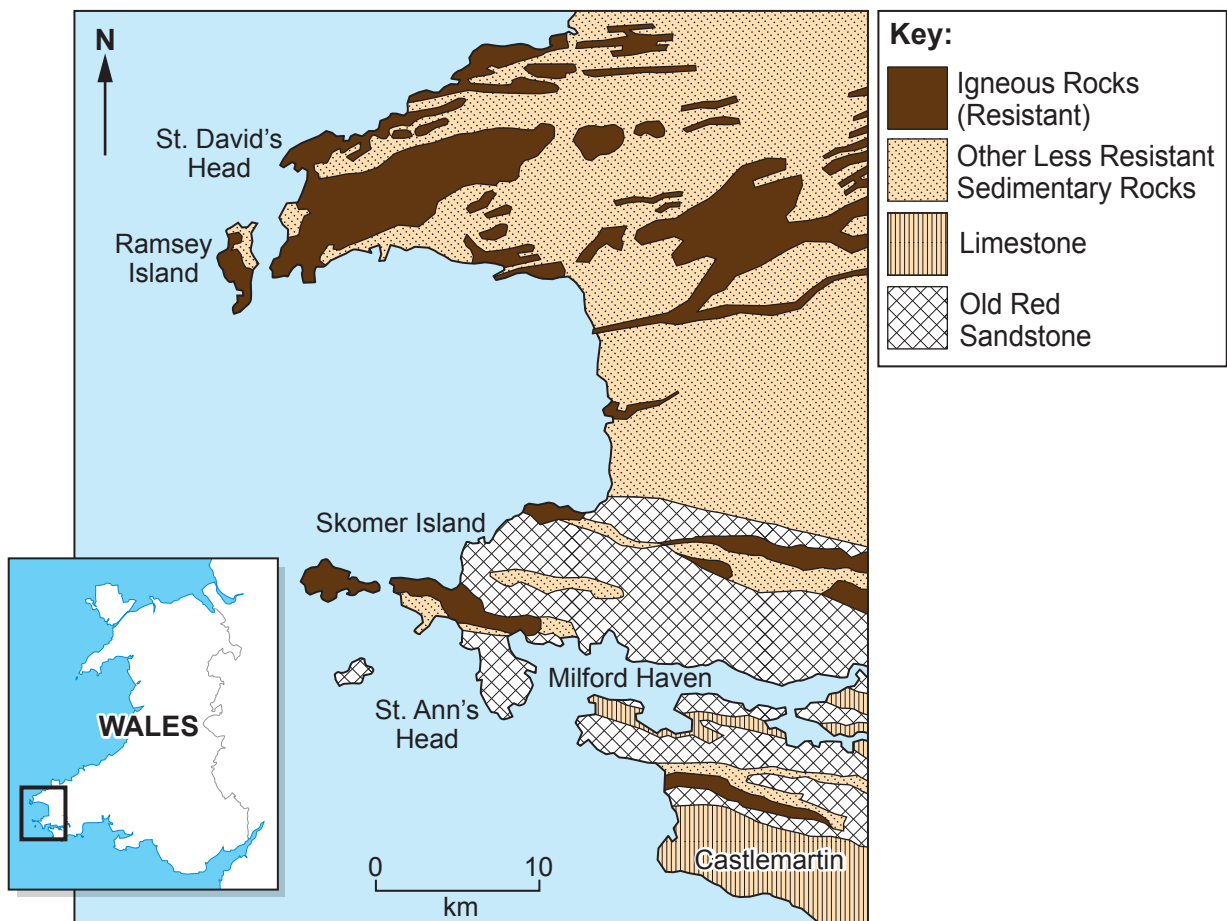 N
St. David's
Head
Ramsey
Island
Skomer Island
Milford Haven
St. Ann's
Head
Castlemartin
0 10
km
WALES
Key:
Igneous Rocks
(Resistant)
Other Less Resistant
Sedimentary Rocks
Limestone
Old Red
Sandstone